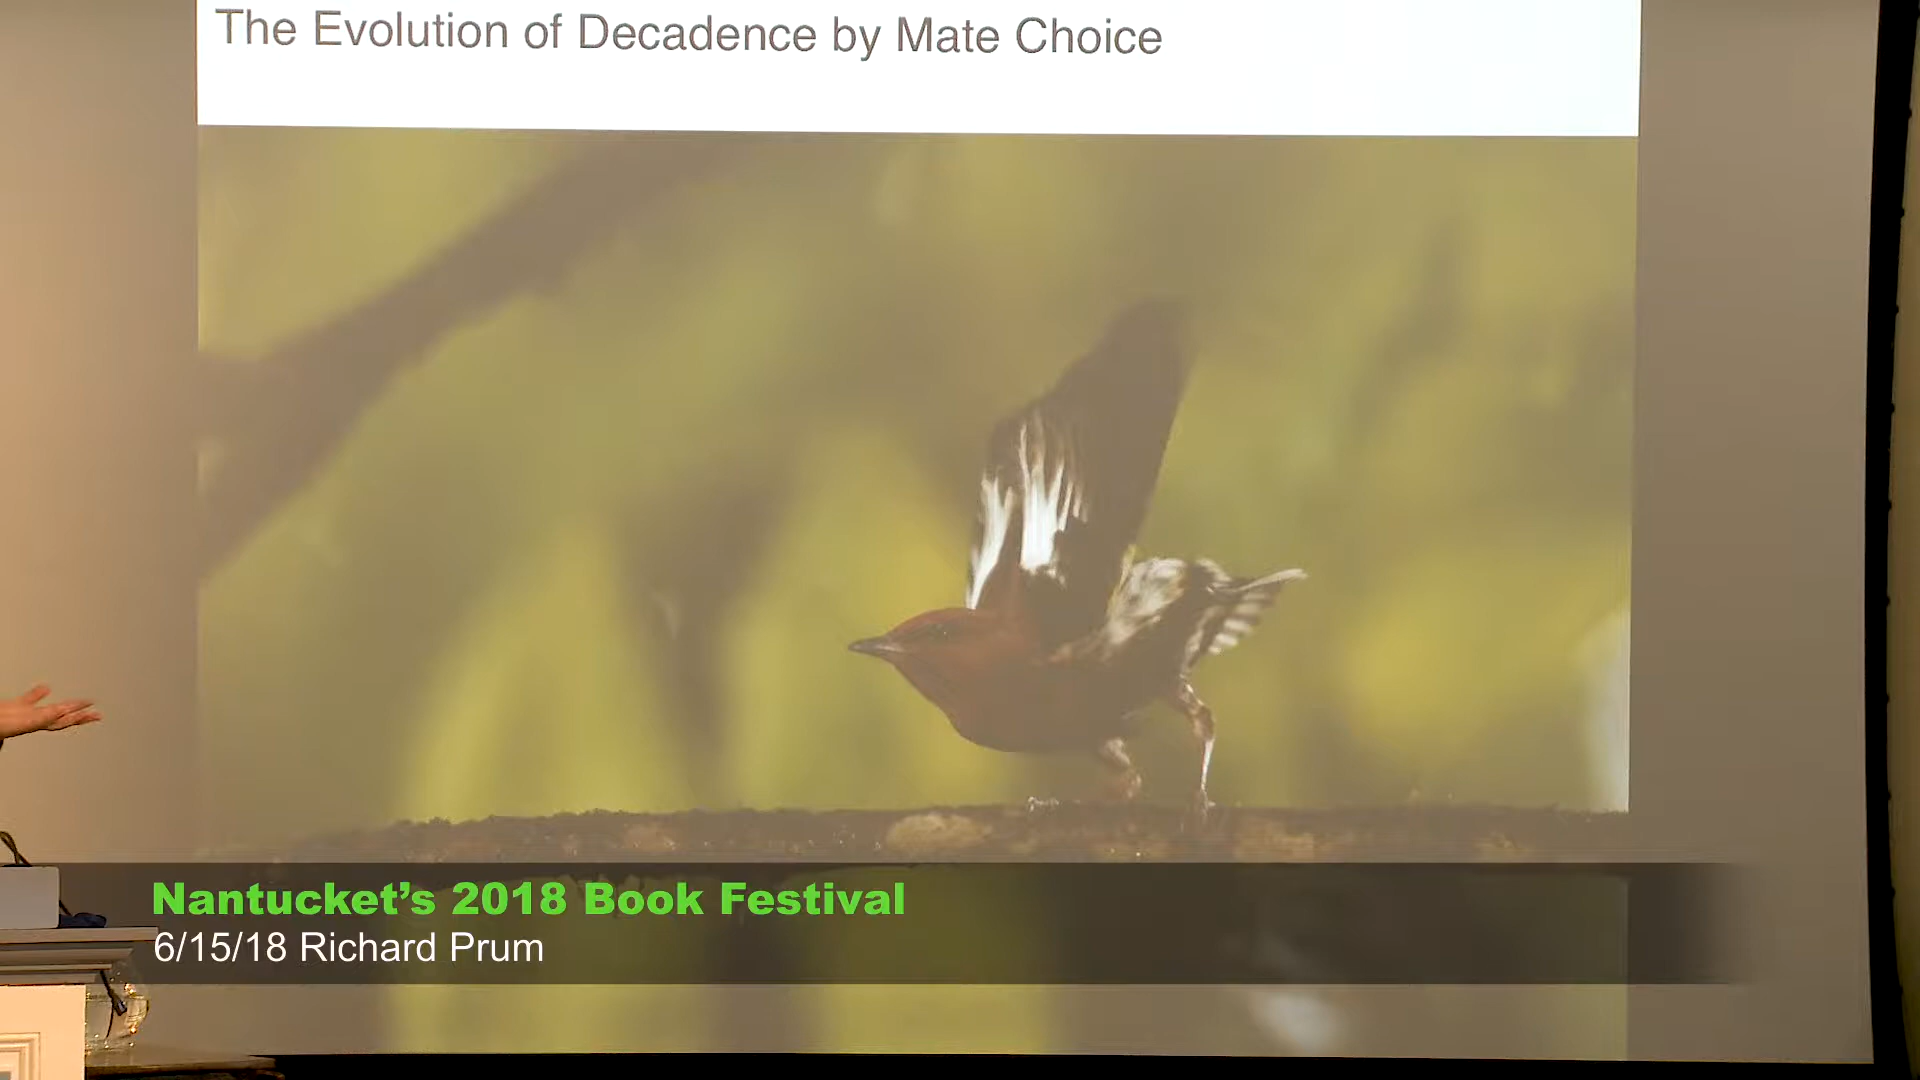 The Evolution of Decadence by Mate Choice
Nantucket’s 2018 Book Festival
6/15/18 Richard Prum